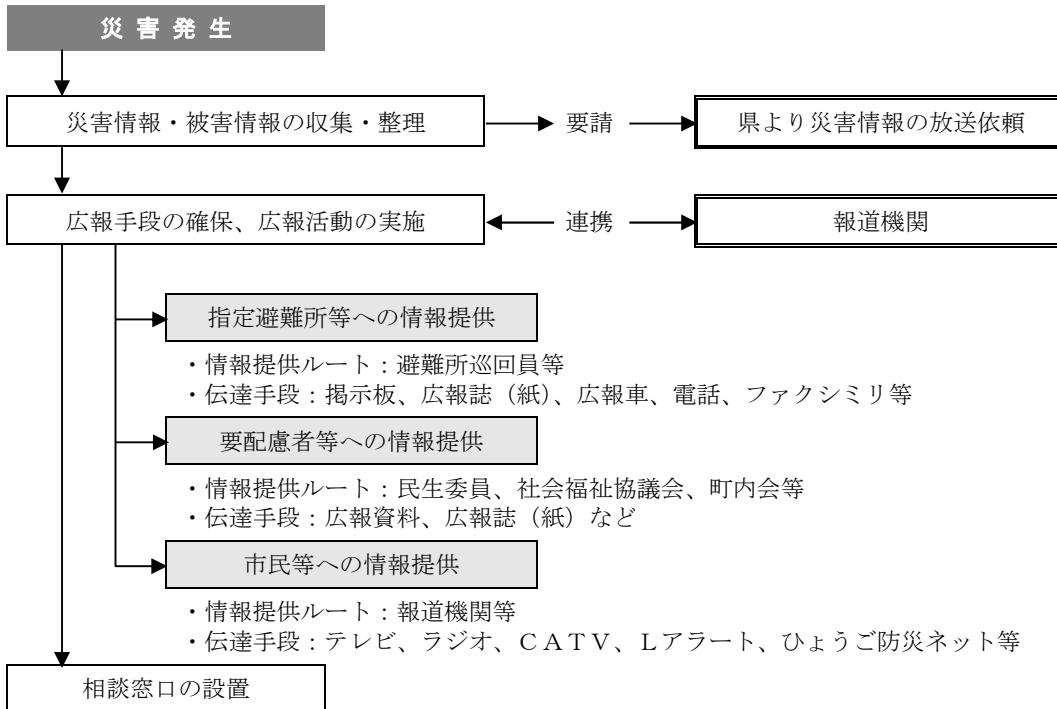 災害発生
災害情報・被害情報の収集・整理
要請
県より災害情報の放送依頼
広報手段の確保、広報活動の実施
連携
報道機関
指定避難所等への情報提供
・情報提供ルート：避難所巡回員等
・伝達手段：掲示板、広報誌（紙）、広報車、電話、ファクシミリ等
要配慮者等への情報提供
・情報提供ルート：民生委員、社会福祉協議会、町内会等
・伝達手段：広報資料、広報誌（紙）など
市民等への情報提供
・情報提供ルート：報道機関等
・伝達手段：テレビ、ラジオ、ＣＡＴＶ、Ｌアラート、ひょうご防災ネット等
相談窓口の設置